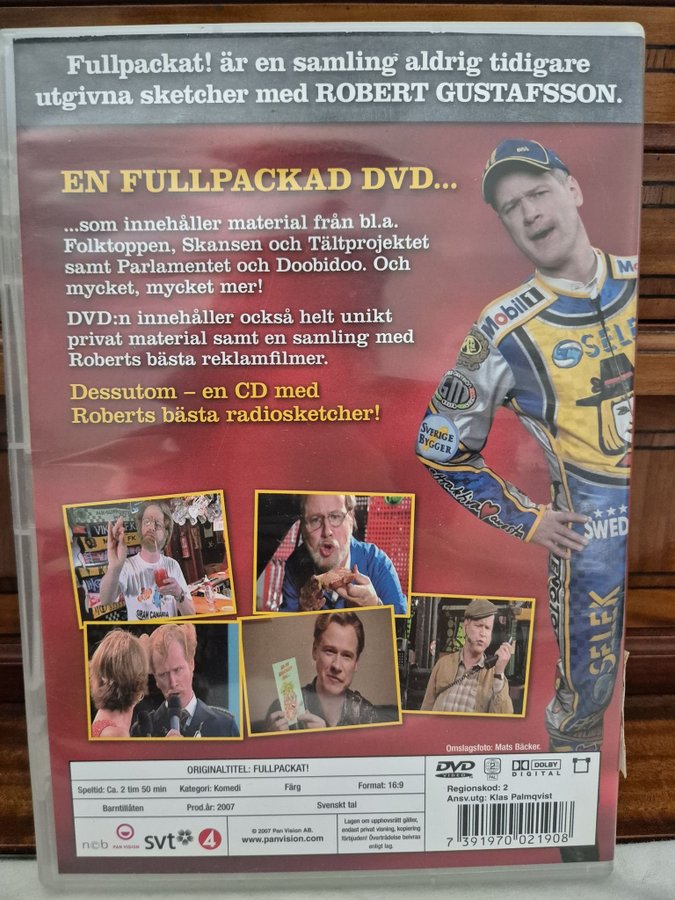 Fullpackat! är en samling aldrig tidigare
utgivna sketcher med ROBERT GUSTAFSSON.
EN FULLPACKAD DVD...
...som innehåller material från bl.a.
Folktoppen, Skansen och Tältprojektet
samt Parlamentet och Doobidoo. Och
mycket, mycket mer!
DVD:n innehåller också helt unikt
privat material samt en samling med
Roberts bästa reklamfilmer.
Dessutom – en CD med
Roberts bästa radiosketcher!
Mobil 1
SELEK
GM
SVERIGE
BYGGER
SWED
SELEK
GRAN CANARIA
Omslagsfoto: Mats Bäcker.
ORIGINALTITEL: FULLPACKAT!
Speltid: Ca. 2 tim 50 min
Kategori: Komedi
Färg
Format: 16:9
Barntillåten
Prod.år: 2007
Svenskt tal
ncb
PAN VISION
svt
4
© 2007 Pan Vision AB.
www.panvision.com
Lagen om upphovsrätt gäller,
endast privat visning, kopiering
förbjuden! Överträdelse beivras
enligt lag.
DVD
VIDEO
2
PAL
DOLBY
DIGITAL
Regionskod: 2
Ansv.utg: Klas Palmqvist
7 391970 021908